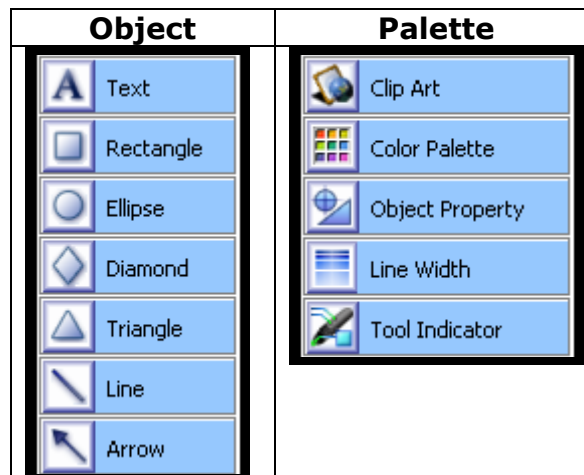 Object
Palette
A Text
Rectangle
Ellipse
Diamond
Triangle
Line
Arrow
Clip Art
Color Palette
Object Property
Line Width
Tool Indicator